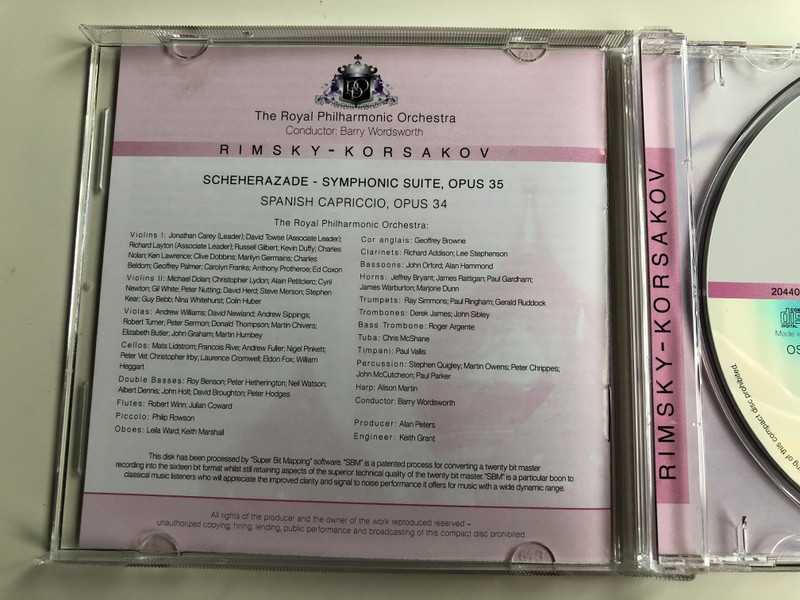 RPO
The Royal Philharmonic Orchestra
Conductor: Barry Wordsworth
RIMSKY-KORSAKOV
SCHEHERAZADE - SYMPHONIC SUITE, OPUS 35
SPANISH CAPRICCIO, OPUS 34
The Royal Philharmonic Orchestra:
Violins I: Jonathan Carey (Leader); David Towse (Associate Leader);
Richard Layton (Associate Leader); Russell Gilbert; Kevin Duffy; Charles
Nolan; Ken Lawrence; Clive Dobbins; Marilyn Germains; Charles
Beldom; Geoffrey Palmer; Carolyn Franks; Anthony Protheroe; Ed Coxon
Violins II: Michael Dolan; Christopher Lydon; Alan Petitclerc; Cyril
Newton; Gil White; Peter Nutting; David Herd; Steve Merson; Stephen
Kear; Guy Bebb; Nina Whitehurst; Colin Huber
Violas: Andrew Williams; David Newland; Andrew Sippings;
Robert Turner; Peter Sermon; Donald Thompson; Martin Chivers;
Elizabeth Butler; John Graham; Martin Humbey
Cellos: Mats Lidstrom; Francois Rive; Andrew Fuller; Nigel Pinkett;
Peter Vel; Christopher Irby; Laurence Cromwell; Eldon Fox; William
Heggart
Double Basses: Roy Benson; Peter Hetherington; Neil Watson;
Albert Dennis; John Holt; David Broughton; Peter Hodges
Flutes: Robert Winn; Julian Coward
Piccolo: Philip Rowson
Oboes: Leila Ward; Keith Marshall
Cor anglais: Geoffrey Browne
Clarinets: Richard Addison; Lee Stephenson
Bassoons: John Orford; Alan Hammond
Horns: Jeffrey Bryant; James Rattigan; Paul Gardham;
James Warburton; Marjorie Dunn
Trumpets: Ray Simmons; Paul Ringham; Gerald Ruddock
Trombones: Derek James; John Sibley
Bass Trombone: Roger Argente
Tuba: Chris McShane
Timpani: Paul Vallis
Percussion: Stephen Quigley; Martin Owens; Peter Chrippes;
John McCutcheon; Paul Parker
Harp: Alison Martin
Conductor: Barry Wordsworth
Producer: Alan Peters
Engineer: Keith Grant
This disk has been processed by "Super Bit Mapping" software. "SBM" is a patented process for converting a twenty bit master
recording into the sixteen bit format whilst still retaining aspects of the superior technical quality of the twenty bit master. "SBM" is a particular boon to
classical music listeners who will appreciate the improved clarity and signal to noise performance it offers for music with a wide dynamic range.
All rights of the producer and the owner of the work reproduced reserved –
unauthorized copying, hiring, lending, public performance and broadcasting of this compact disc prohibited.
RIMSKY-KORSAKOV
20440
DIGITAL
Made
OS
ing of this compact disc prohibited.